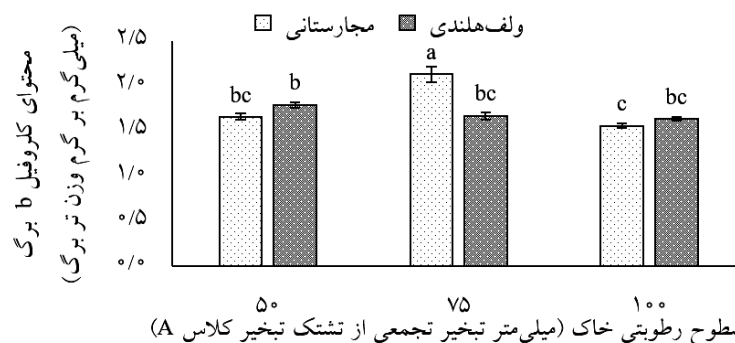 مجارستانی ولف‌هلندی
محتوای کلروفیل b برگ
(میلی‌گرم بر گرم وزن تر برگ)
۲/۵
۲/۰
۱/۵
۱/۰
۰/۵
۰/۰
bc b a bc c bc
۵۰ ۷۵ ۱۰۰
سطوح رطوبتی خاک (میلی‌متر تبخیر تجمعی از تشتک تبخیر کلاس A)